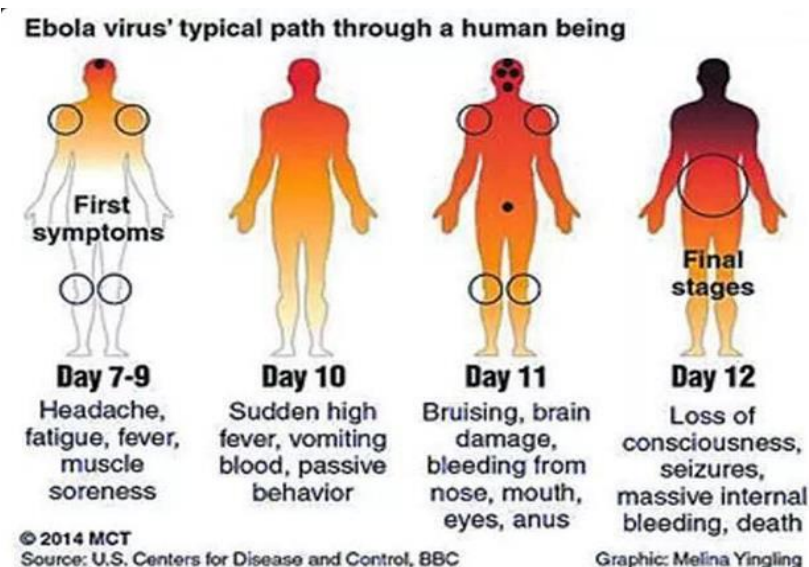 Ebola virus' typical path through a human being
First
symptoms
Final
stages
Day 7-9
Headache,
fatigue, fever,
muscle
soreness
Day 10
Sudden high
fever, vomiting
blood, passive
behavior
Day 11
Bruising, brain
damage,
bleeding from
nose, mouth,
eyes, anus
Day 12
Loss of
consciousness,
seizures,
massive internal
bleeding, death
© 2014 MCT
Source: U.S. Centers for Disease and Control, BBC
Graphic: Melina Yingling